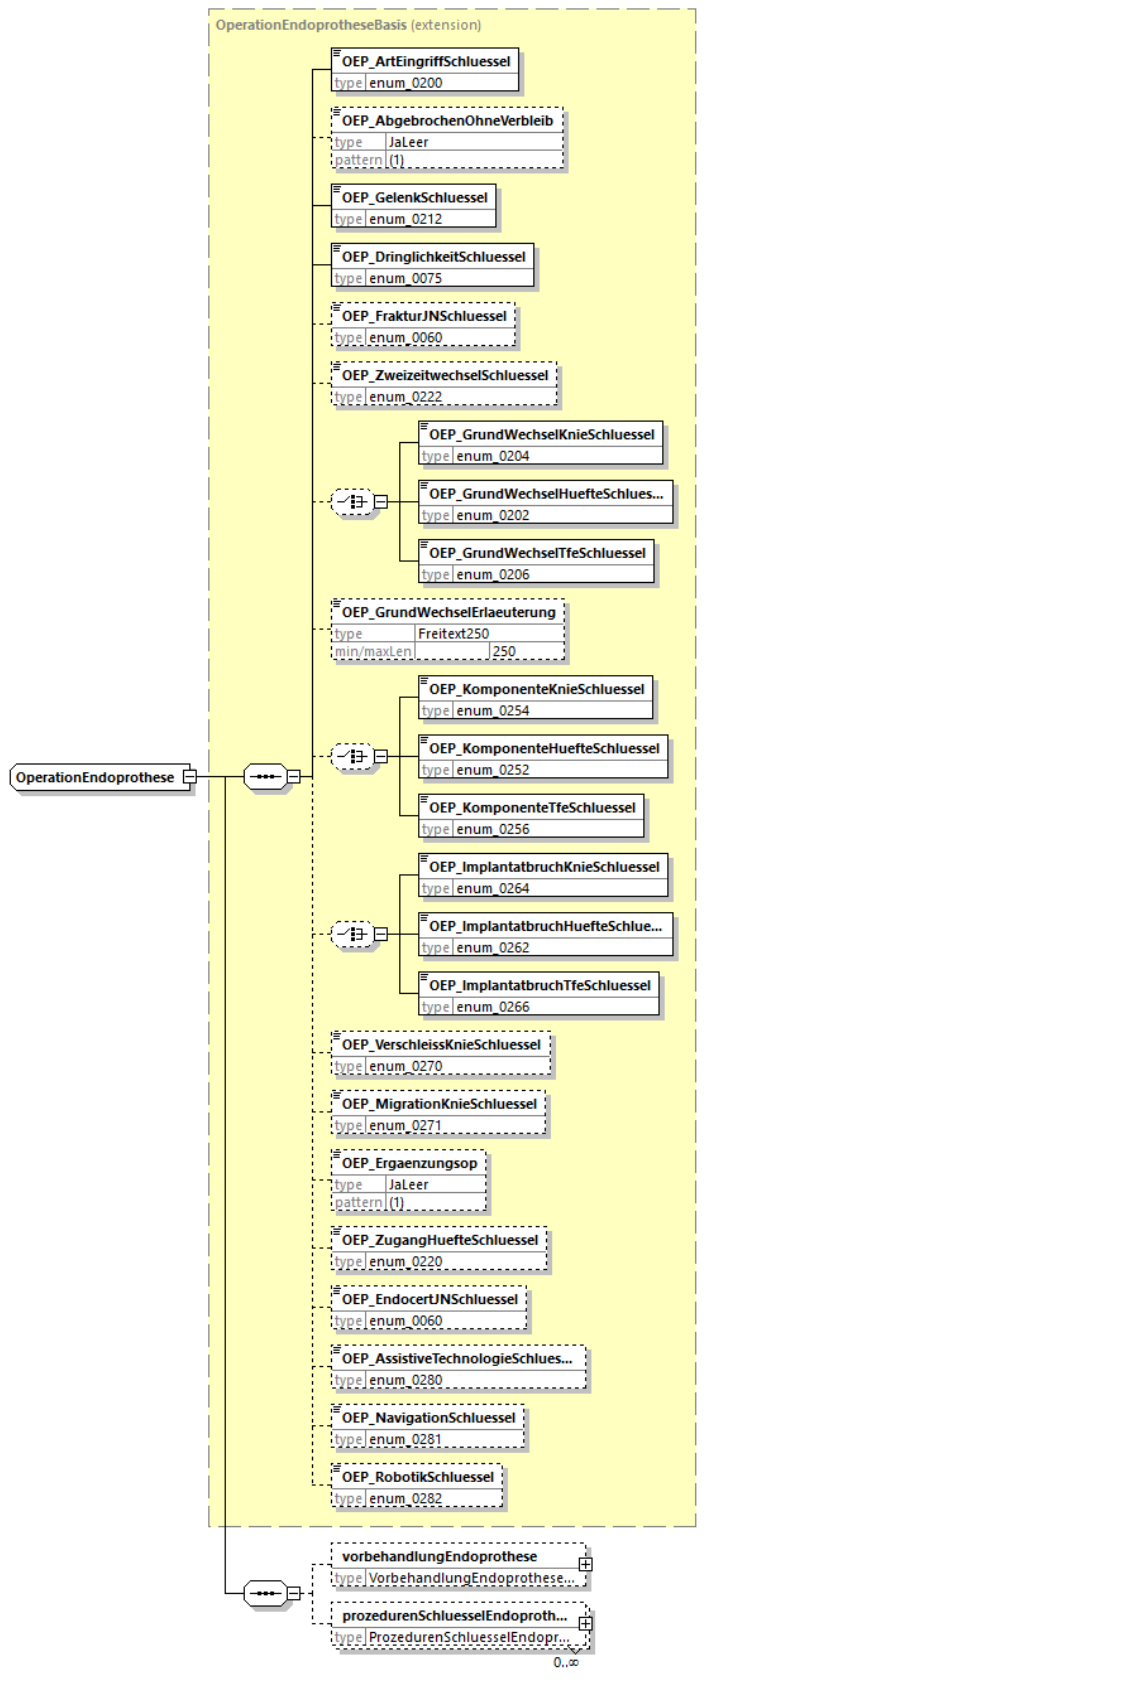 OperationEndoprotheseBasis (extension)
OEP_ArtEingriffSchluessel
type enum_0200
OEP_AbgebrochenOhneVerbleib
type JaLeer
pattern (1)
OEP_GelenkSchluessel
type enum_0212
OEP_DringlichkeitSchluessel
type enum_0075
OEP_FrakturJNSchluessel
type enum_0060
OEP_ZweizeitwechselSchluessel
type enum_0222
OEP_GrundWechselKnieSchluessel
type enum_0204
OEP_GrundWechselHuefteSchlues...
type enum_0202
OEP_GrundWechselTfeSchluessel
type enum_0206
OEP_GrundWechselErlaeuterung
type Freitext250
min/maxLen 250
OEP_KomponenteKnieSchluessel
type enum_0254
OEP_KomponenteHuefteSchluessel
type enum_0252
OperationEndoprothese
OEP_KomponenteTfeSchluessel
type enum_0256
OEP_ImplantatbruchKnieSchluessel
type enum_0264
OEP_ImplantatbruchHuefteSchlue...
type enum_0262
OEP_ImplantatbruchTfeSchluessel
type enum_0266
OEP_VerschleissKnieSchluessel
type enum_0270
OEP_MigrationKnieSchluessel
type enum_0271
OEP_Ergaenzungsop
type JaLeer
pattern (1)
OEP_ZugangHuefteSchluessel
type enum_0220
OEP_EndocertJNSchluessel
type enum_0060
OEP_AssistiveTechnologieSchlues...
type enum_0280
OEP_NavigationSchluessel
type enum_0281
OEP_RobotikSchluessel
type enum_0282
vorbehandlungEndoprothese
type VorbehandlungEndoprothese...
prozedurenSchluesselEndoproth...
type ProzedurenSchluesselEndopr...
0..∞